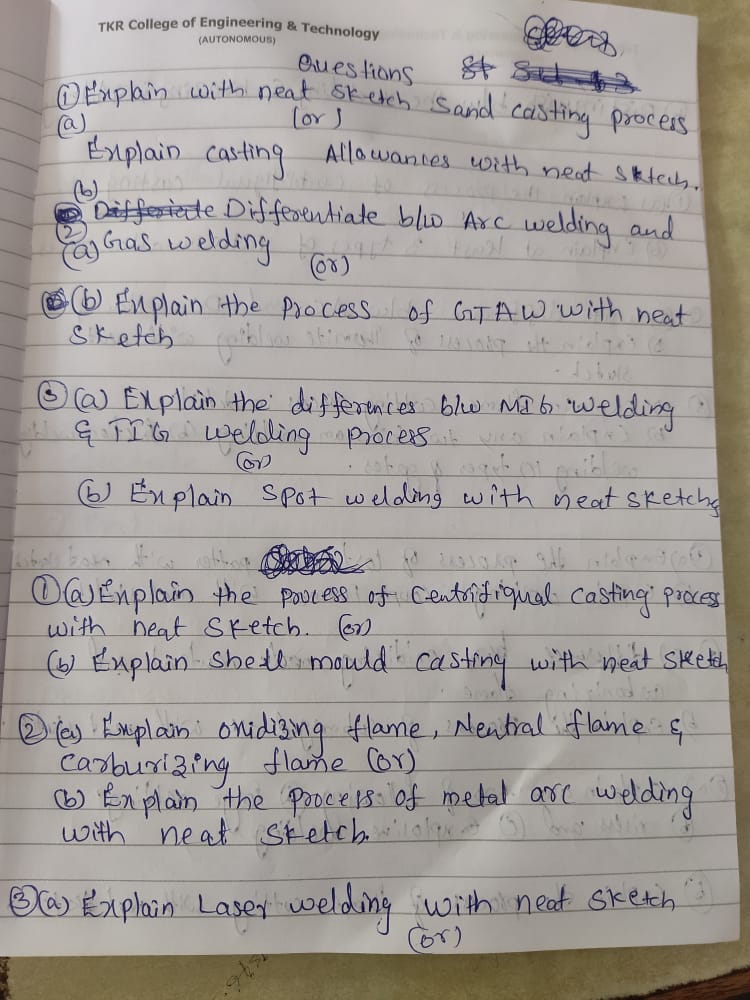 TKR College of Engineering & Technology
(AUTONOMOUS)
Questions
① Explain with neat sketch Sand casting process
(a) (or)
Explain casting Allowances with neat sktech.
(b)
② Differentiate b/w Arc welding and
(a) Gas welding
(or)
(b) Explain the Process of GTAW with neat
Sketch
③ (a) Explain the differences b/w MIG welding
& TIG welding process
(or)
(b) Explain Spot welding with neat sketchs
① (a) Explain the process of Centrifiqual casting process
with neat sketch. (or)
(b) Explain Shell mould casting with neat sketch
② (a) Explain onidizing flame, Neutral flame &
Carburizing flame (or)
(b) Explain the process of metal arc welding
with neat sketch.
③ (a) Explain Laser welding with neat sketch
(or)